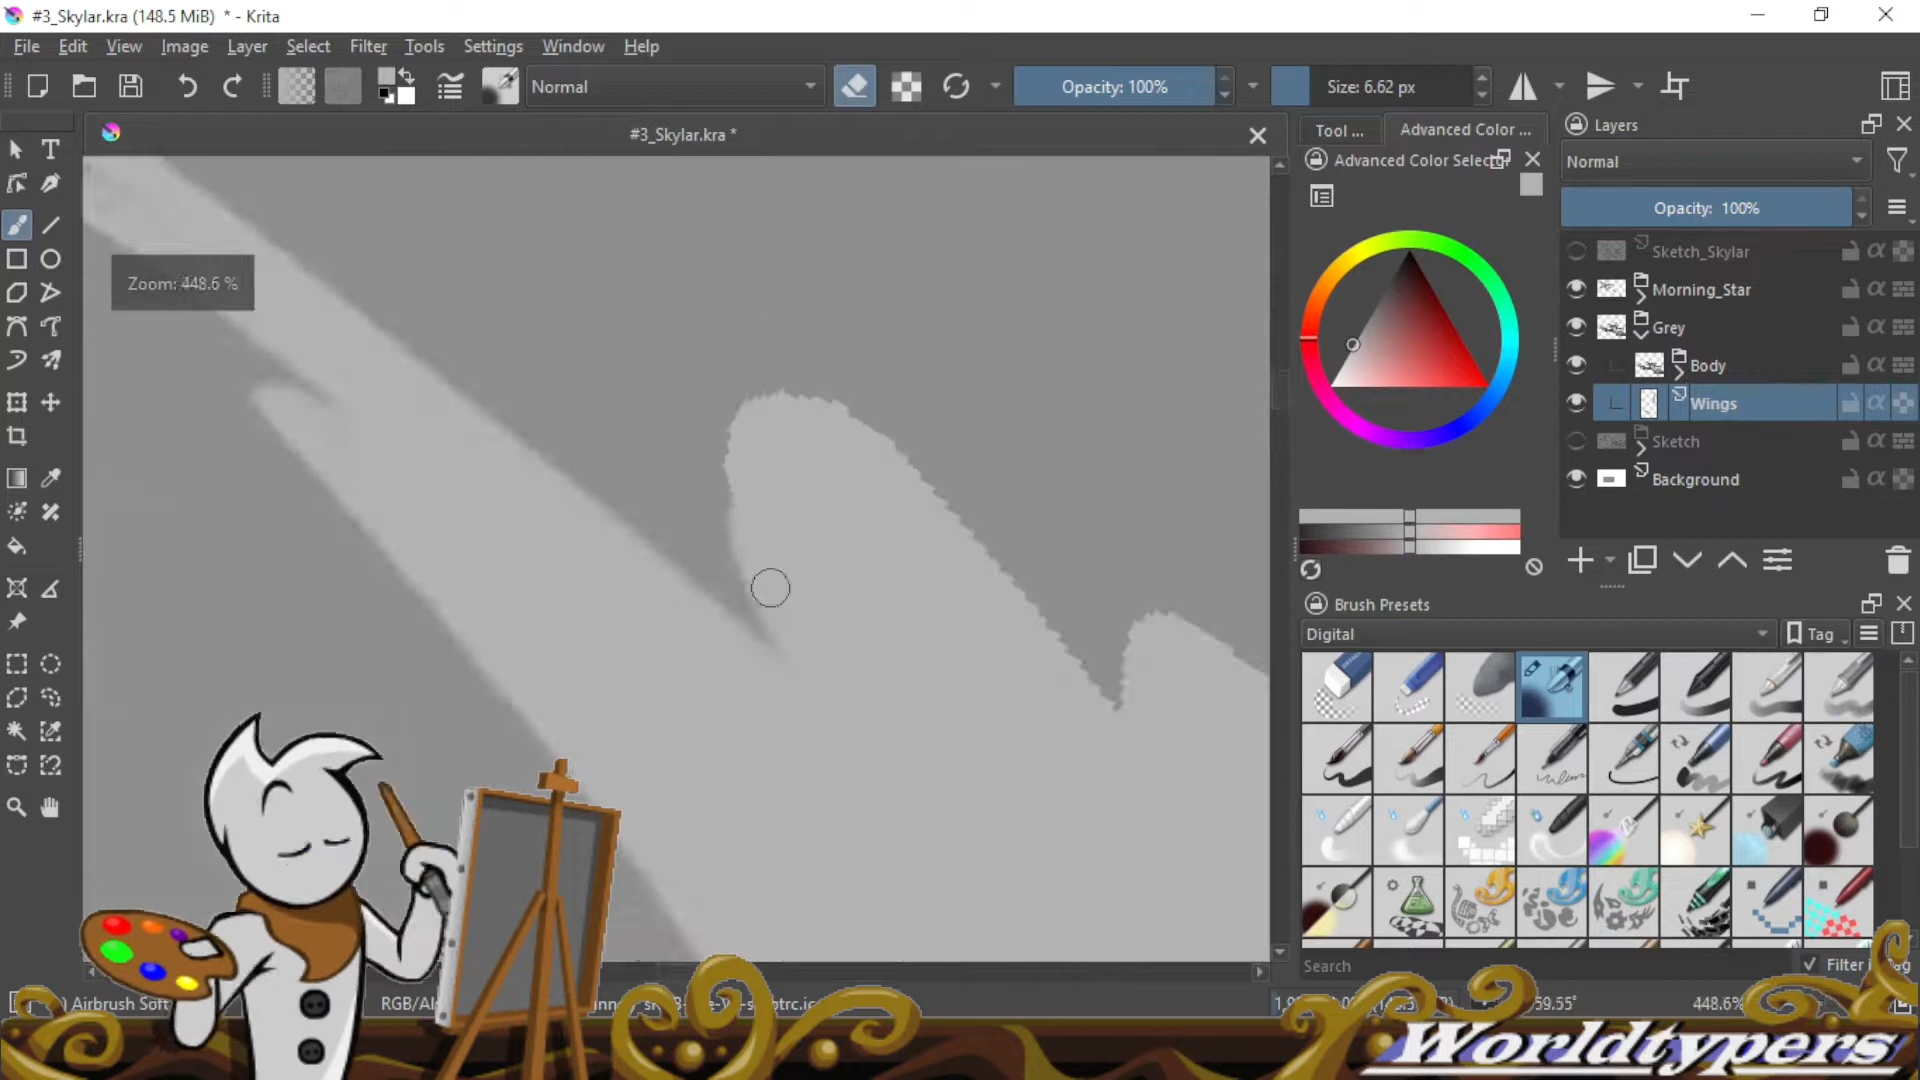 #3_Skylar.kra (148.5 MiB) * - Krita
File Edit View Image Layer Select Filter Tools Settings Window Help
Normal
Opacity: 100%
Size: 6.62 px
#3_Skylar.kra *
Tool ...
Advanced Color ...
Advanced Color Selector
Layers
Normal
Opacity: 100%
Sketch_Skylar
Morning_Star
Grey
Body
Wings
Sketch
Background
Zoom: 448.6 %
Brush Presets
Digital
Tag
Search
Filter
Airbrush Soft
RGB/Al
59.55°
448.6%
Worldtypers